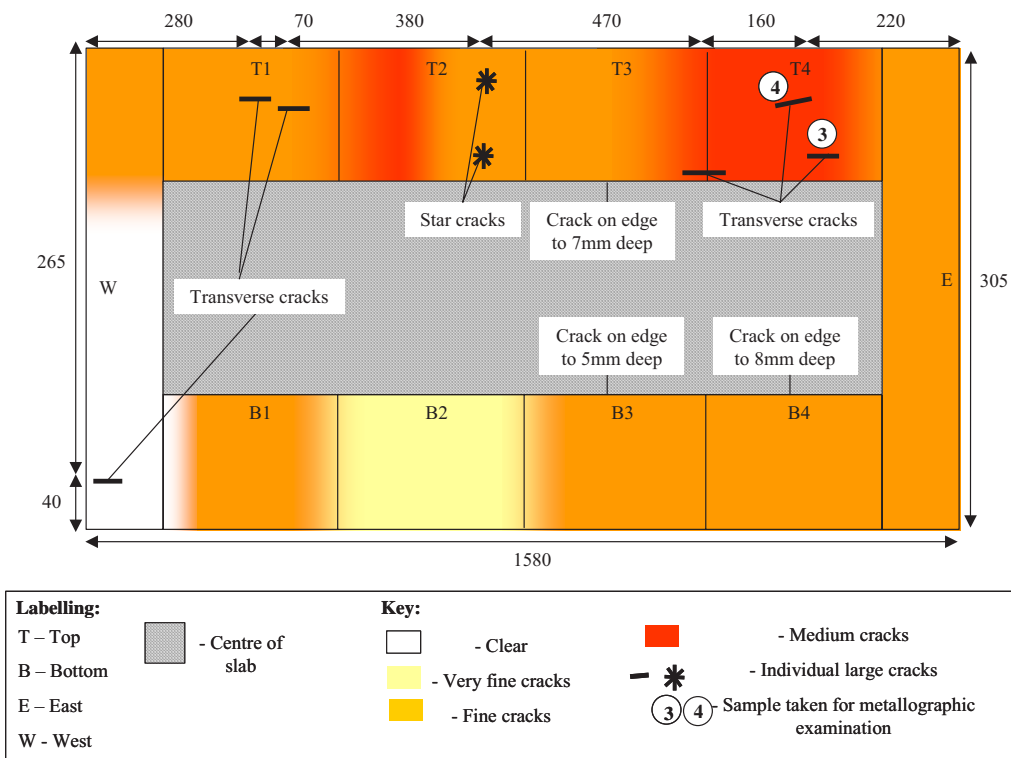 280 70 380 470 160 220
T1 T2 T3 T4
4
3
Star cracks
Crack on edge
to 7mm deep
Transverse cracks
265
W
E
305
Transverse cracks
Crack on edge
to 5mm deep
Crack on edge
to 8mm deep
B1 B2 B3 B4
40
1580
Labelling:
T – Top
B – Bottom
E – East
W - West
- Centre of
slab
Key:
- Clear
- Very fine cracks
- Fine cracks
- Medium cracks
- Individual large cracks
3 4 - Sample taken for metallographic
examination